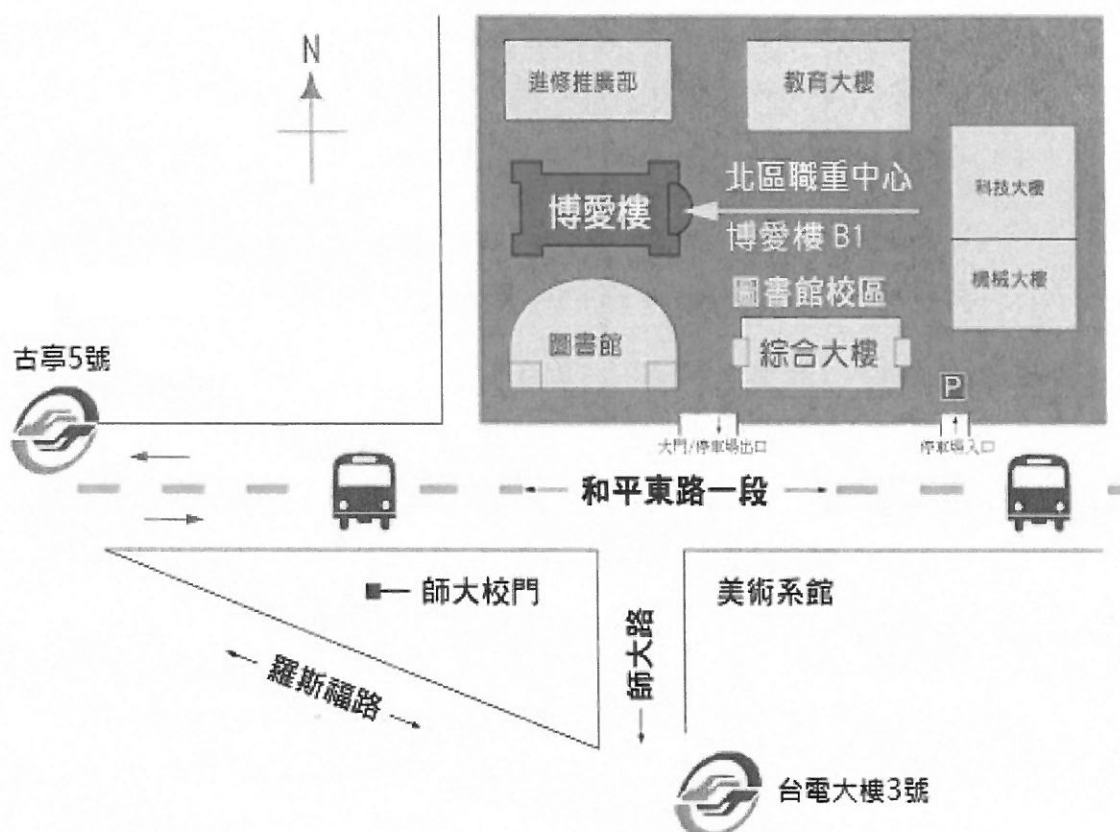 N
進修推廣部
教育大樓
北區職重中心
科技大樓
博愛樓
博愛樓 B1
機械大樓
圖書館校區
圖書館
綜合大樓
古亭5號
P
大門/停車場出口
停車場入口
和平東路一段
師大校門
美術系館
師大路
羅斯福路
台電大樓3號